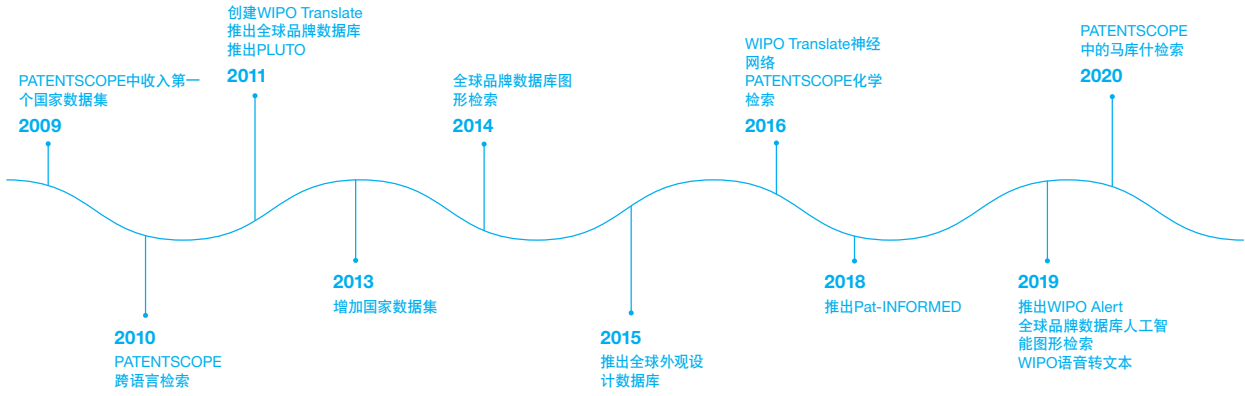 PATENTSCOPE中收入第一
个国家数据集
2009
PATENTSCOPE
跨语言检索
2010
创建WIPO Translate
推出全球品牌数据库
推出PLUTO
2011
2013
增加国家数据集
全球品牌数据库图
形检索
2014
2015
推出全球外观设
计数据库
WIPO Translate神经
网络
PATENTSCOPE化学
检索
2016
2018
推出Pat-INFORMED
2019
推出WIPO Alert
全球品牌数据库人工智
能图形检索
WIPO语音转文本
PATENTSCOPE
中的马库什检索
2020